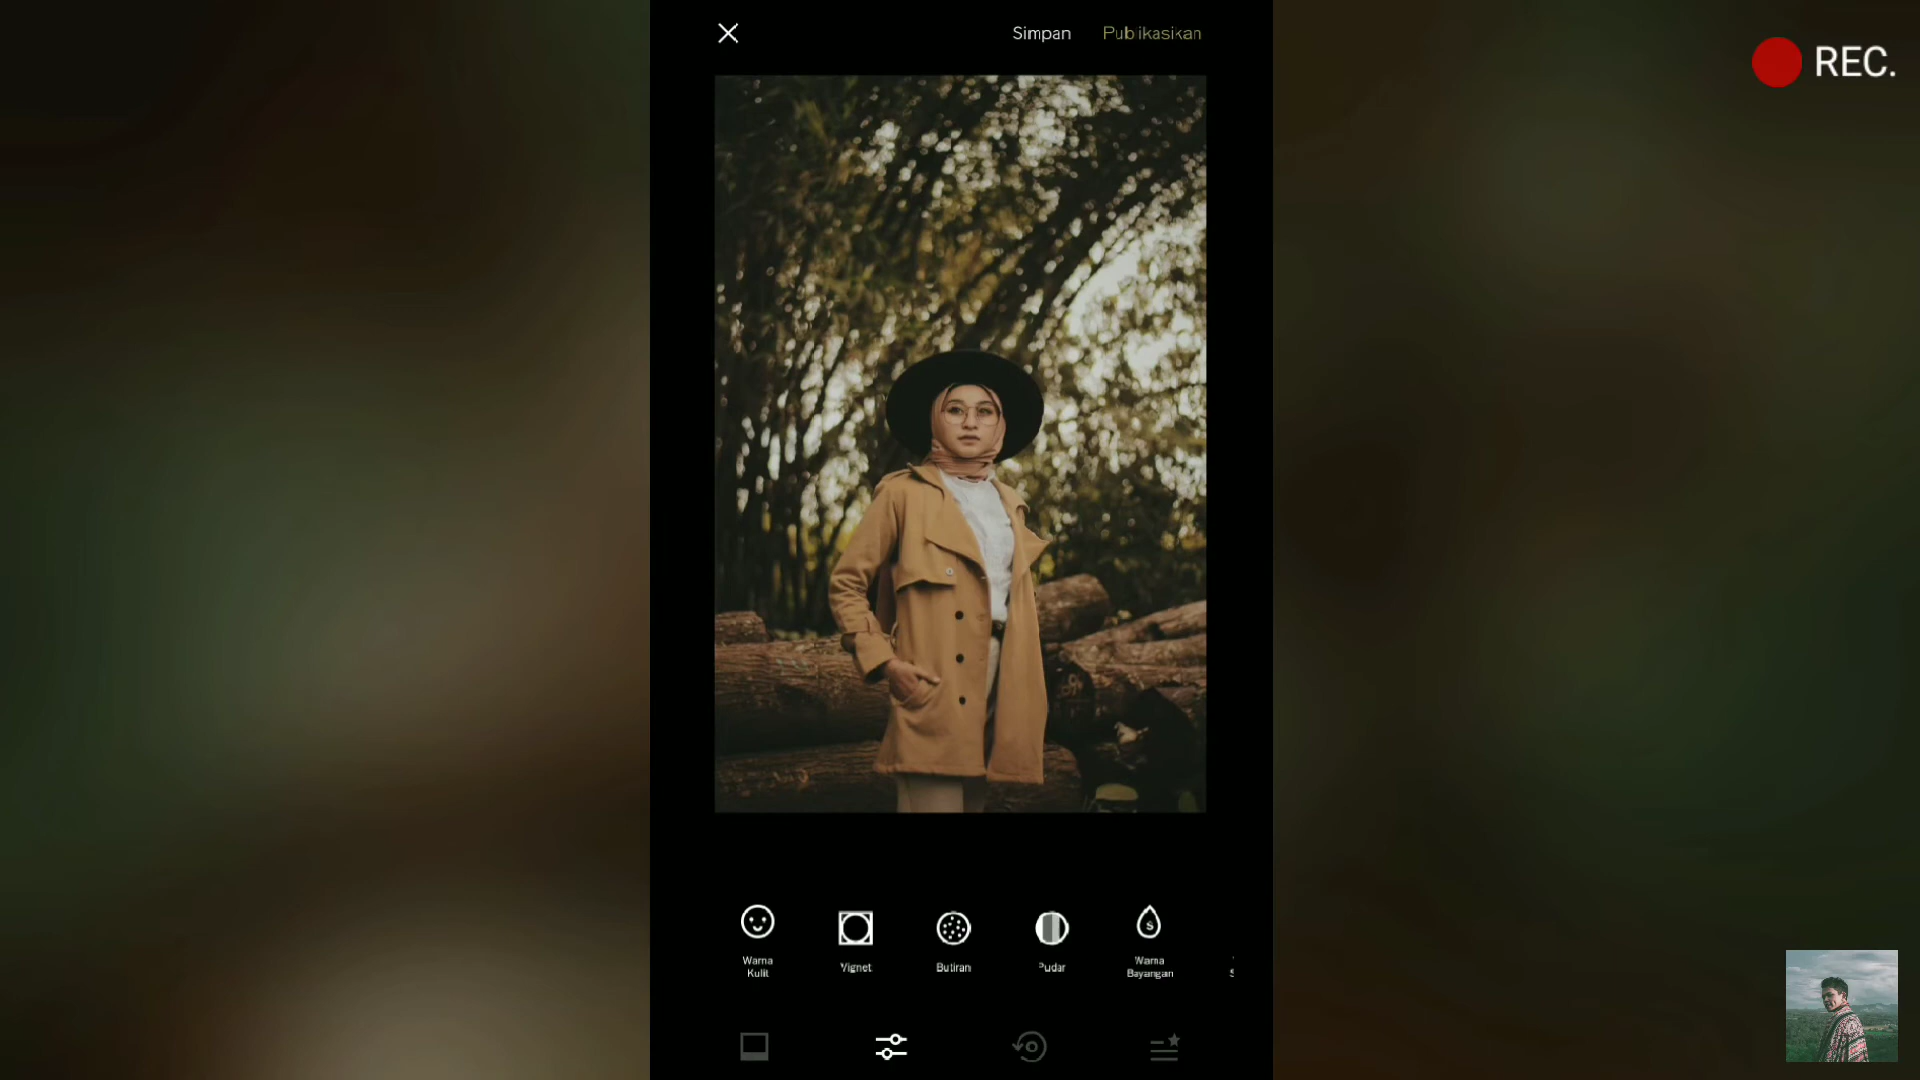 Simpan
Publikasikan
REC.
Warna
Kulit
Vignet
Butiran
Pudar
Warna
Bayangan